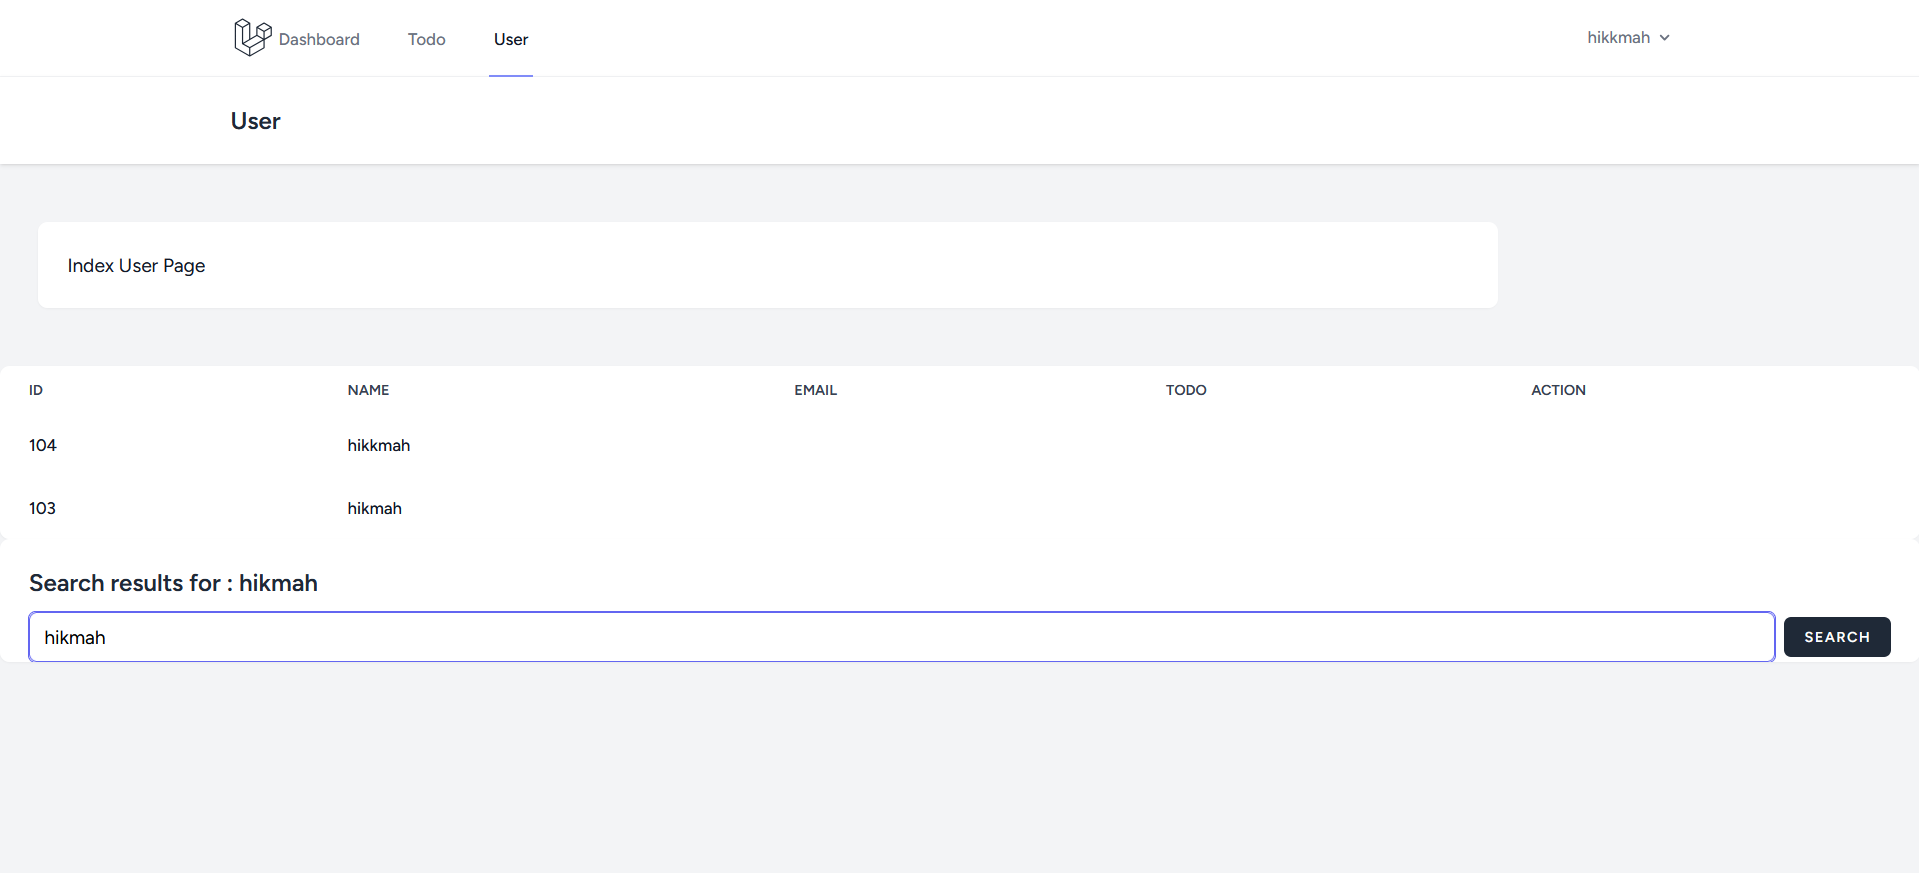 Dashboard Todo User hikkmah
User
Index User Page
ID NAME EMAIL TODO ACTION
104 hikkmah
103 hikmah
Search results for : hikmah
hikmah SEARCH